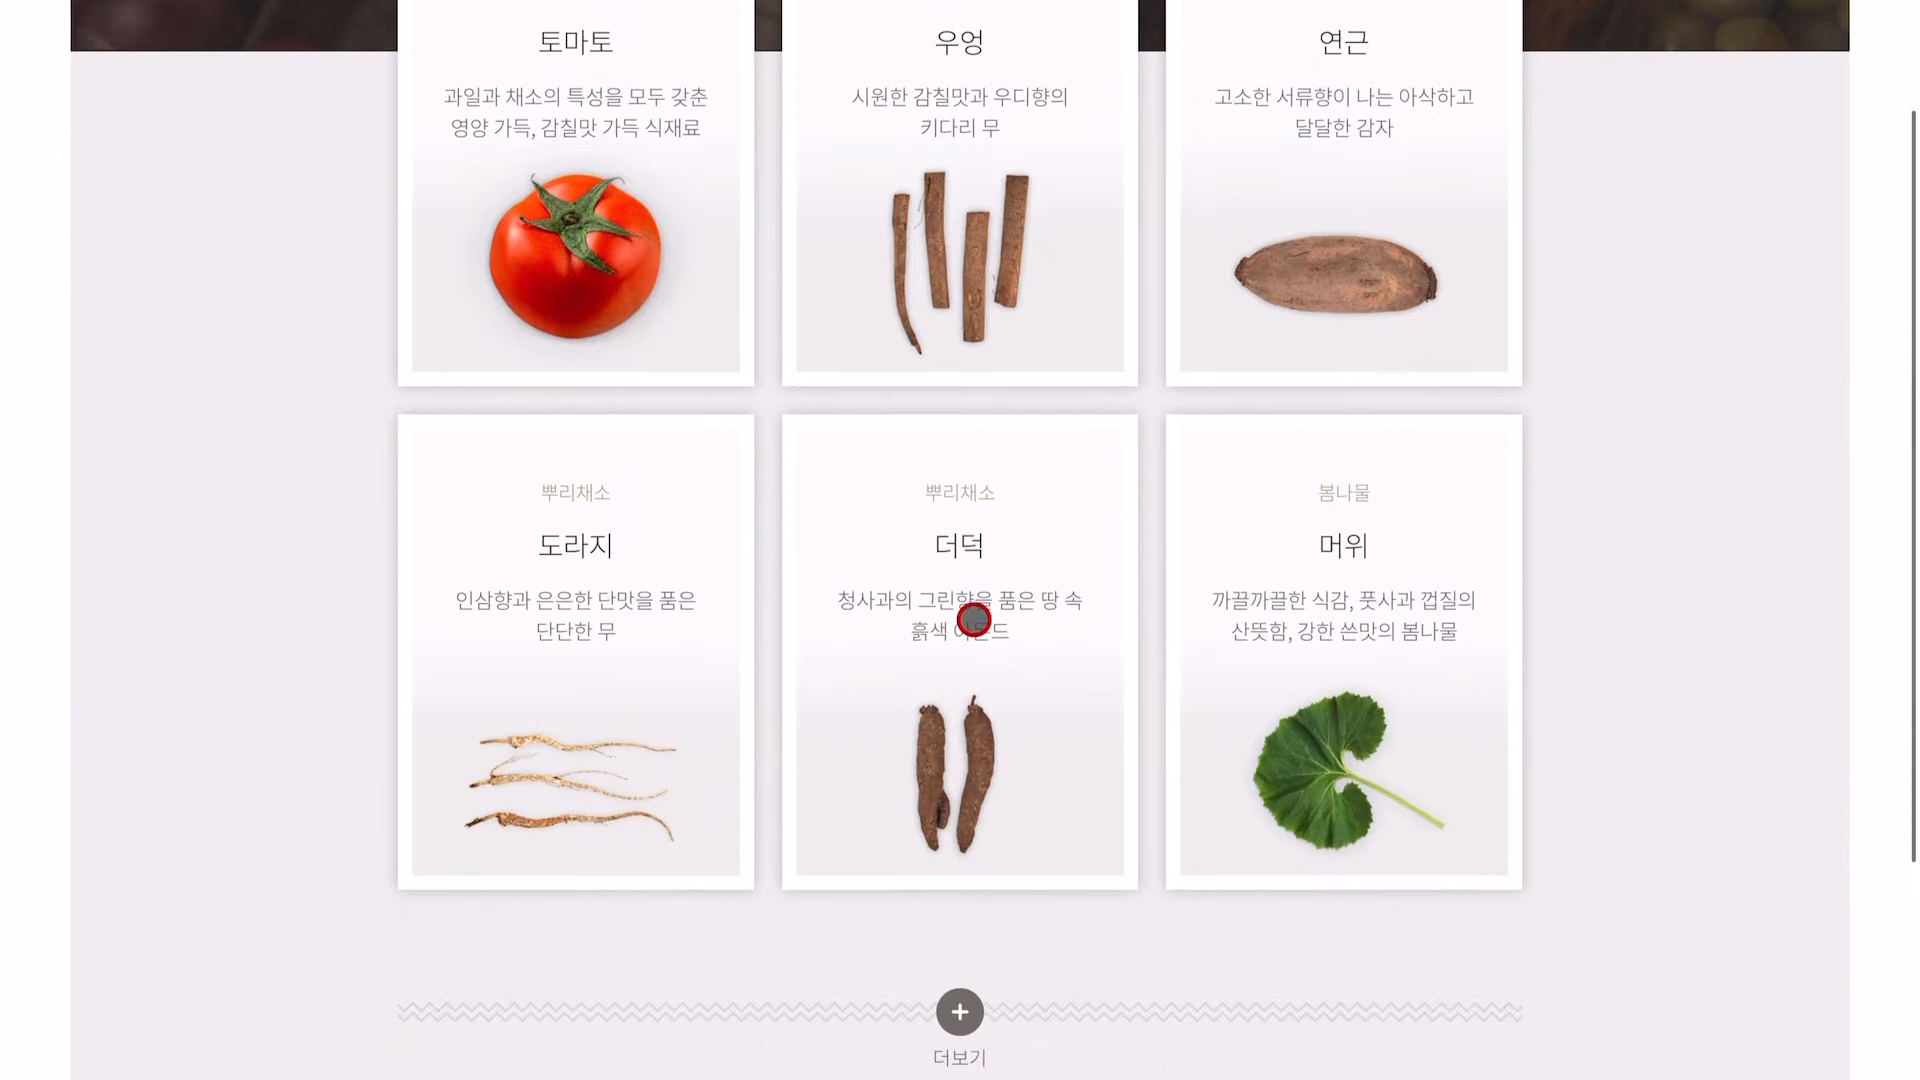 토마토
과일과 채소의 특성을 모두 갖춘
영양 가득, 감칠맛 가득 식재료
우엉
시원한 감칠맛과 우디향의
키다리 무
연근
고소한 서류향이 나는 아삭하고
달달한 감자
뿌리채소
도라지
인삼향과 은은한 단맛을 품은
단단한 무
뿌리채소
더덕
청사과의 그린향을 품은 땅 속
흙색 아몬드
봄나물
머위
까끌까끌한 식감, 풋사과 껍질의
산뜻함, 강한 쓴맛의 봄나물
더보기